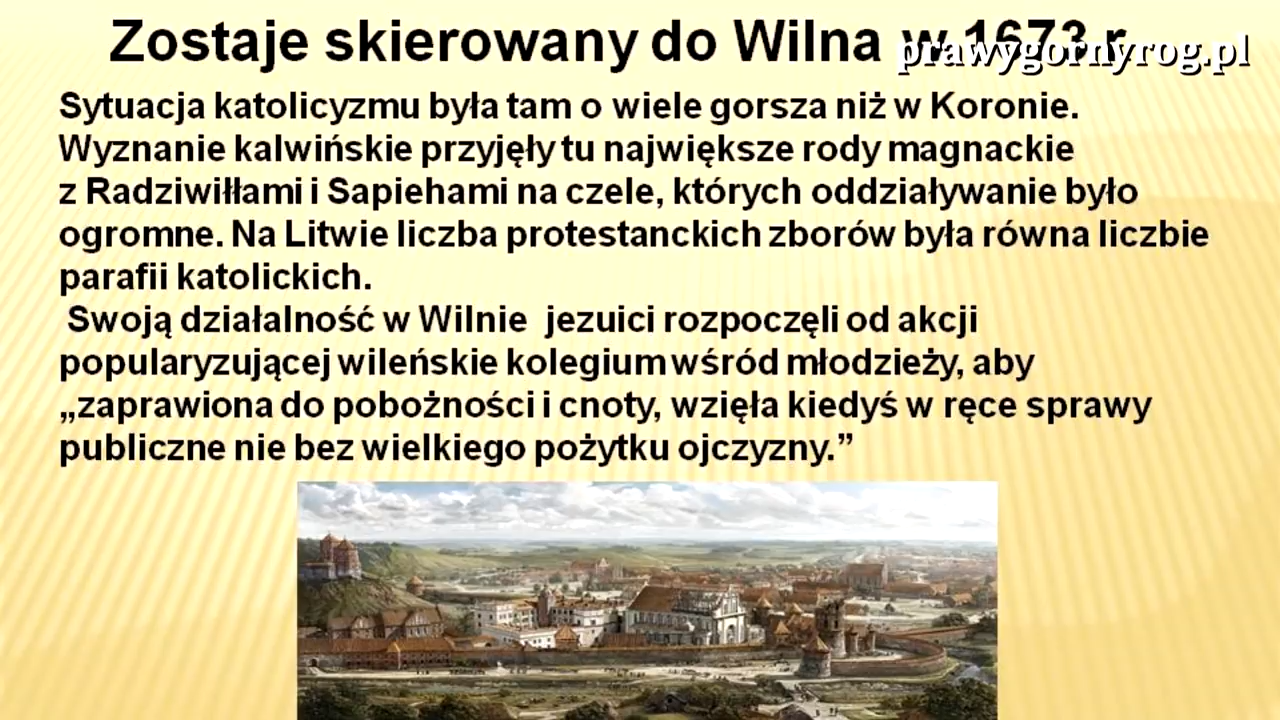 Zostaje skierowany do Wilna w 1673 r.
prawygornyrog.pl
Sytuacja katolicyzmu była tam o wiele gorsza niż w Koronie.
Wyznanie kalwińskie przyjęły tu największe rody magnackie
z Radziwiłłami i Sapiehami na czele, których oddziaływanie było
ogromne. Na Litwie liczba protestanckich zborów była równa liczbie
parafii katolickich.
Swoją działalność w Wilnie jezuici rozpoczęli od akcji
popularyzującej wileńskie kolegium wśród młodzieży, aby
„zaprawiona do pobożności i cnoty, wzięła kiedyś w ręce sprawy
publiczne nie bez wielkiego pożytku ojczyzny.”